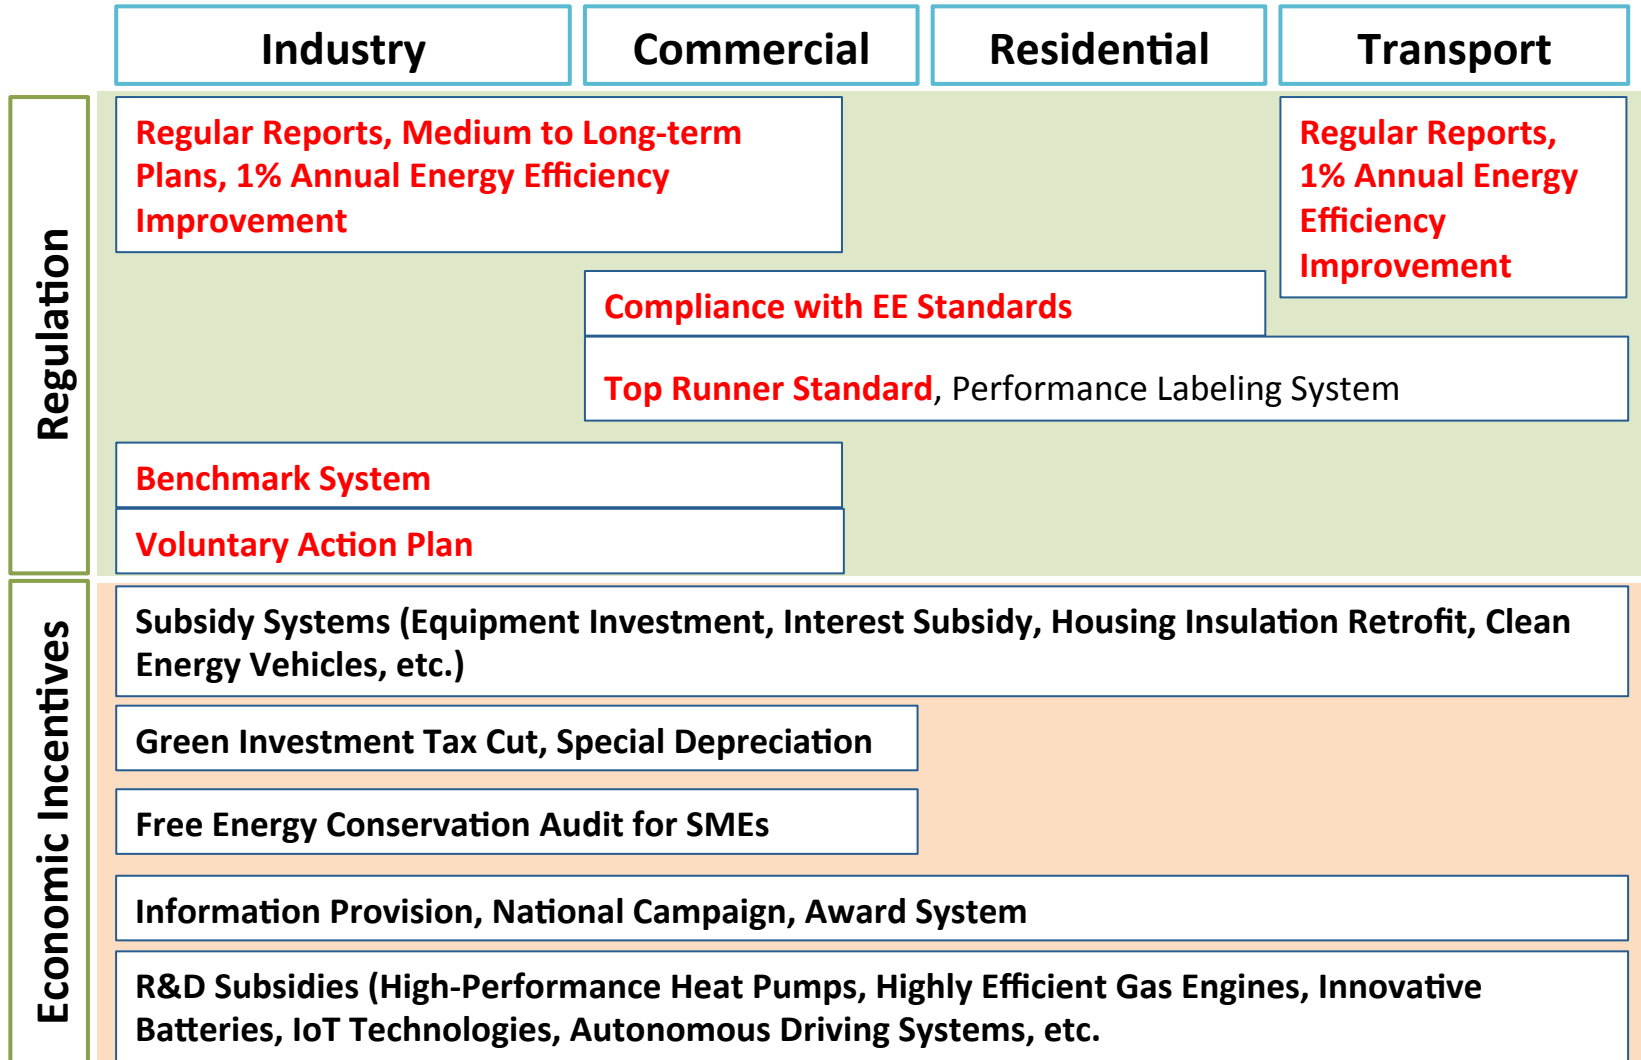 Industry
Commercial
Residential
Transport
Regulation
Regular Reports, Medium to Long-term
Plans, 1% Annual Energy Efficiency
Improvement
Regular Reports,
1% Annual Energy
Efficiency
Improvement
Compliance with EE Standards
Top Runner Standard, Performance Labeling System
Benchmark System
Voluntary Action Plan
Economic Incentives
Subsidy Systems (Equipment Investment, Interest Subsidy, Housing Insulation Retrofit, Clean
Energy Vehicles, etc.)
Green Investment Tax Cut, Special Depreciation
Free Energy Conservation Audit for SMEs
Information Provision, National Campaign, Award System
R&D Subsidies (High-Performance Heat Pumps, Highly Efficient Gas Engines, Innovative
Batteries, IoT Technologies, Autonomous Driving Systems, etc.